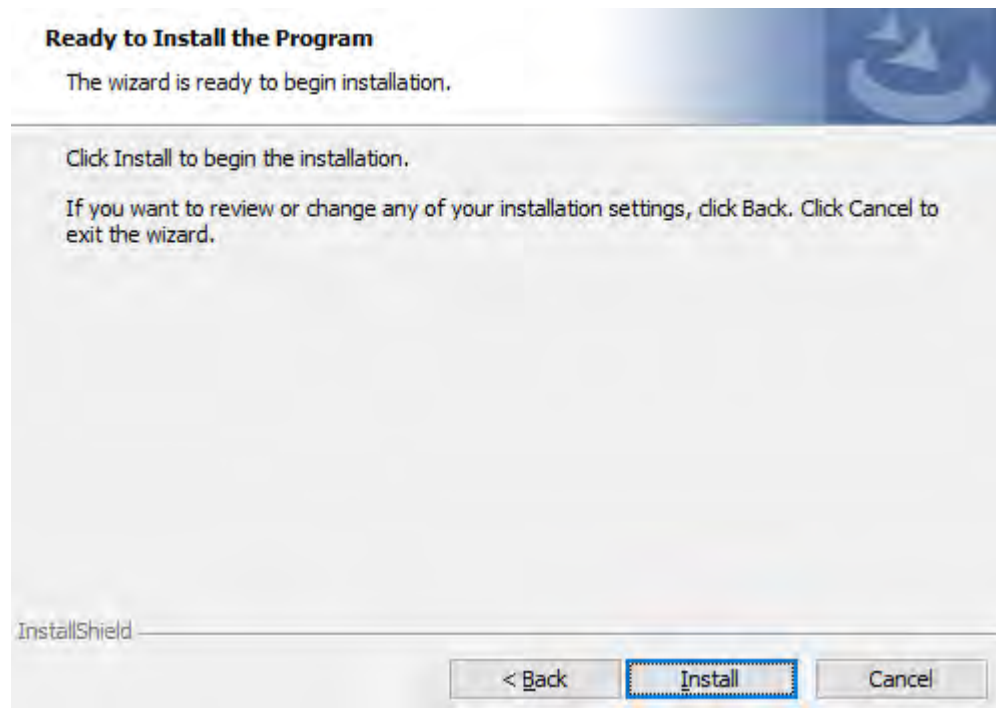 Ready to Install the Program
The wizard is ready to begin installation.
Click Install to begin the installation.
If you want to review or change any of your installation settings, click Back. Click Cancel to
exit the wizard.
InstallShield
< Back Install Cancel